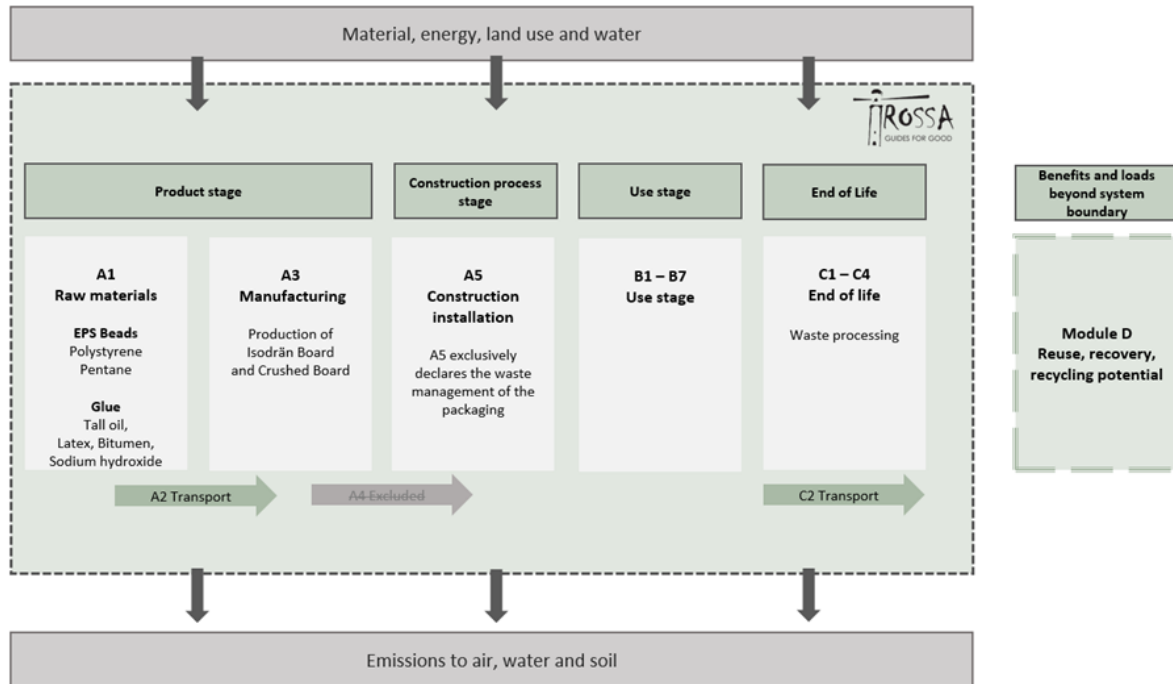 Material, energy, land use and water
ROSSA
GUIDES FOR GOOD
Product stage
Construction process
stage
Use stage
End of Life
Benefits and loads
beyond system
boundary
A1
Raw materials
EPS Beads
Polystyrene
Pentane
Glue
Tall oil,
Latex, Bitumen,
Sodium hydroxide
A3
Manufacturing
Production of
Isodrän Board
and Crushed Board
A5
Construction
installation
A5 exclusively
declares the waste
management of the
packaging
B1 – B7
Use stage
C1 – C4
End of life
Waste processing
Module D
Reuse, recovery,
recycling potential
A2 Transport
A4 Excluded
C2 Transport
Emissions to air, water and soil